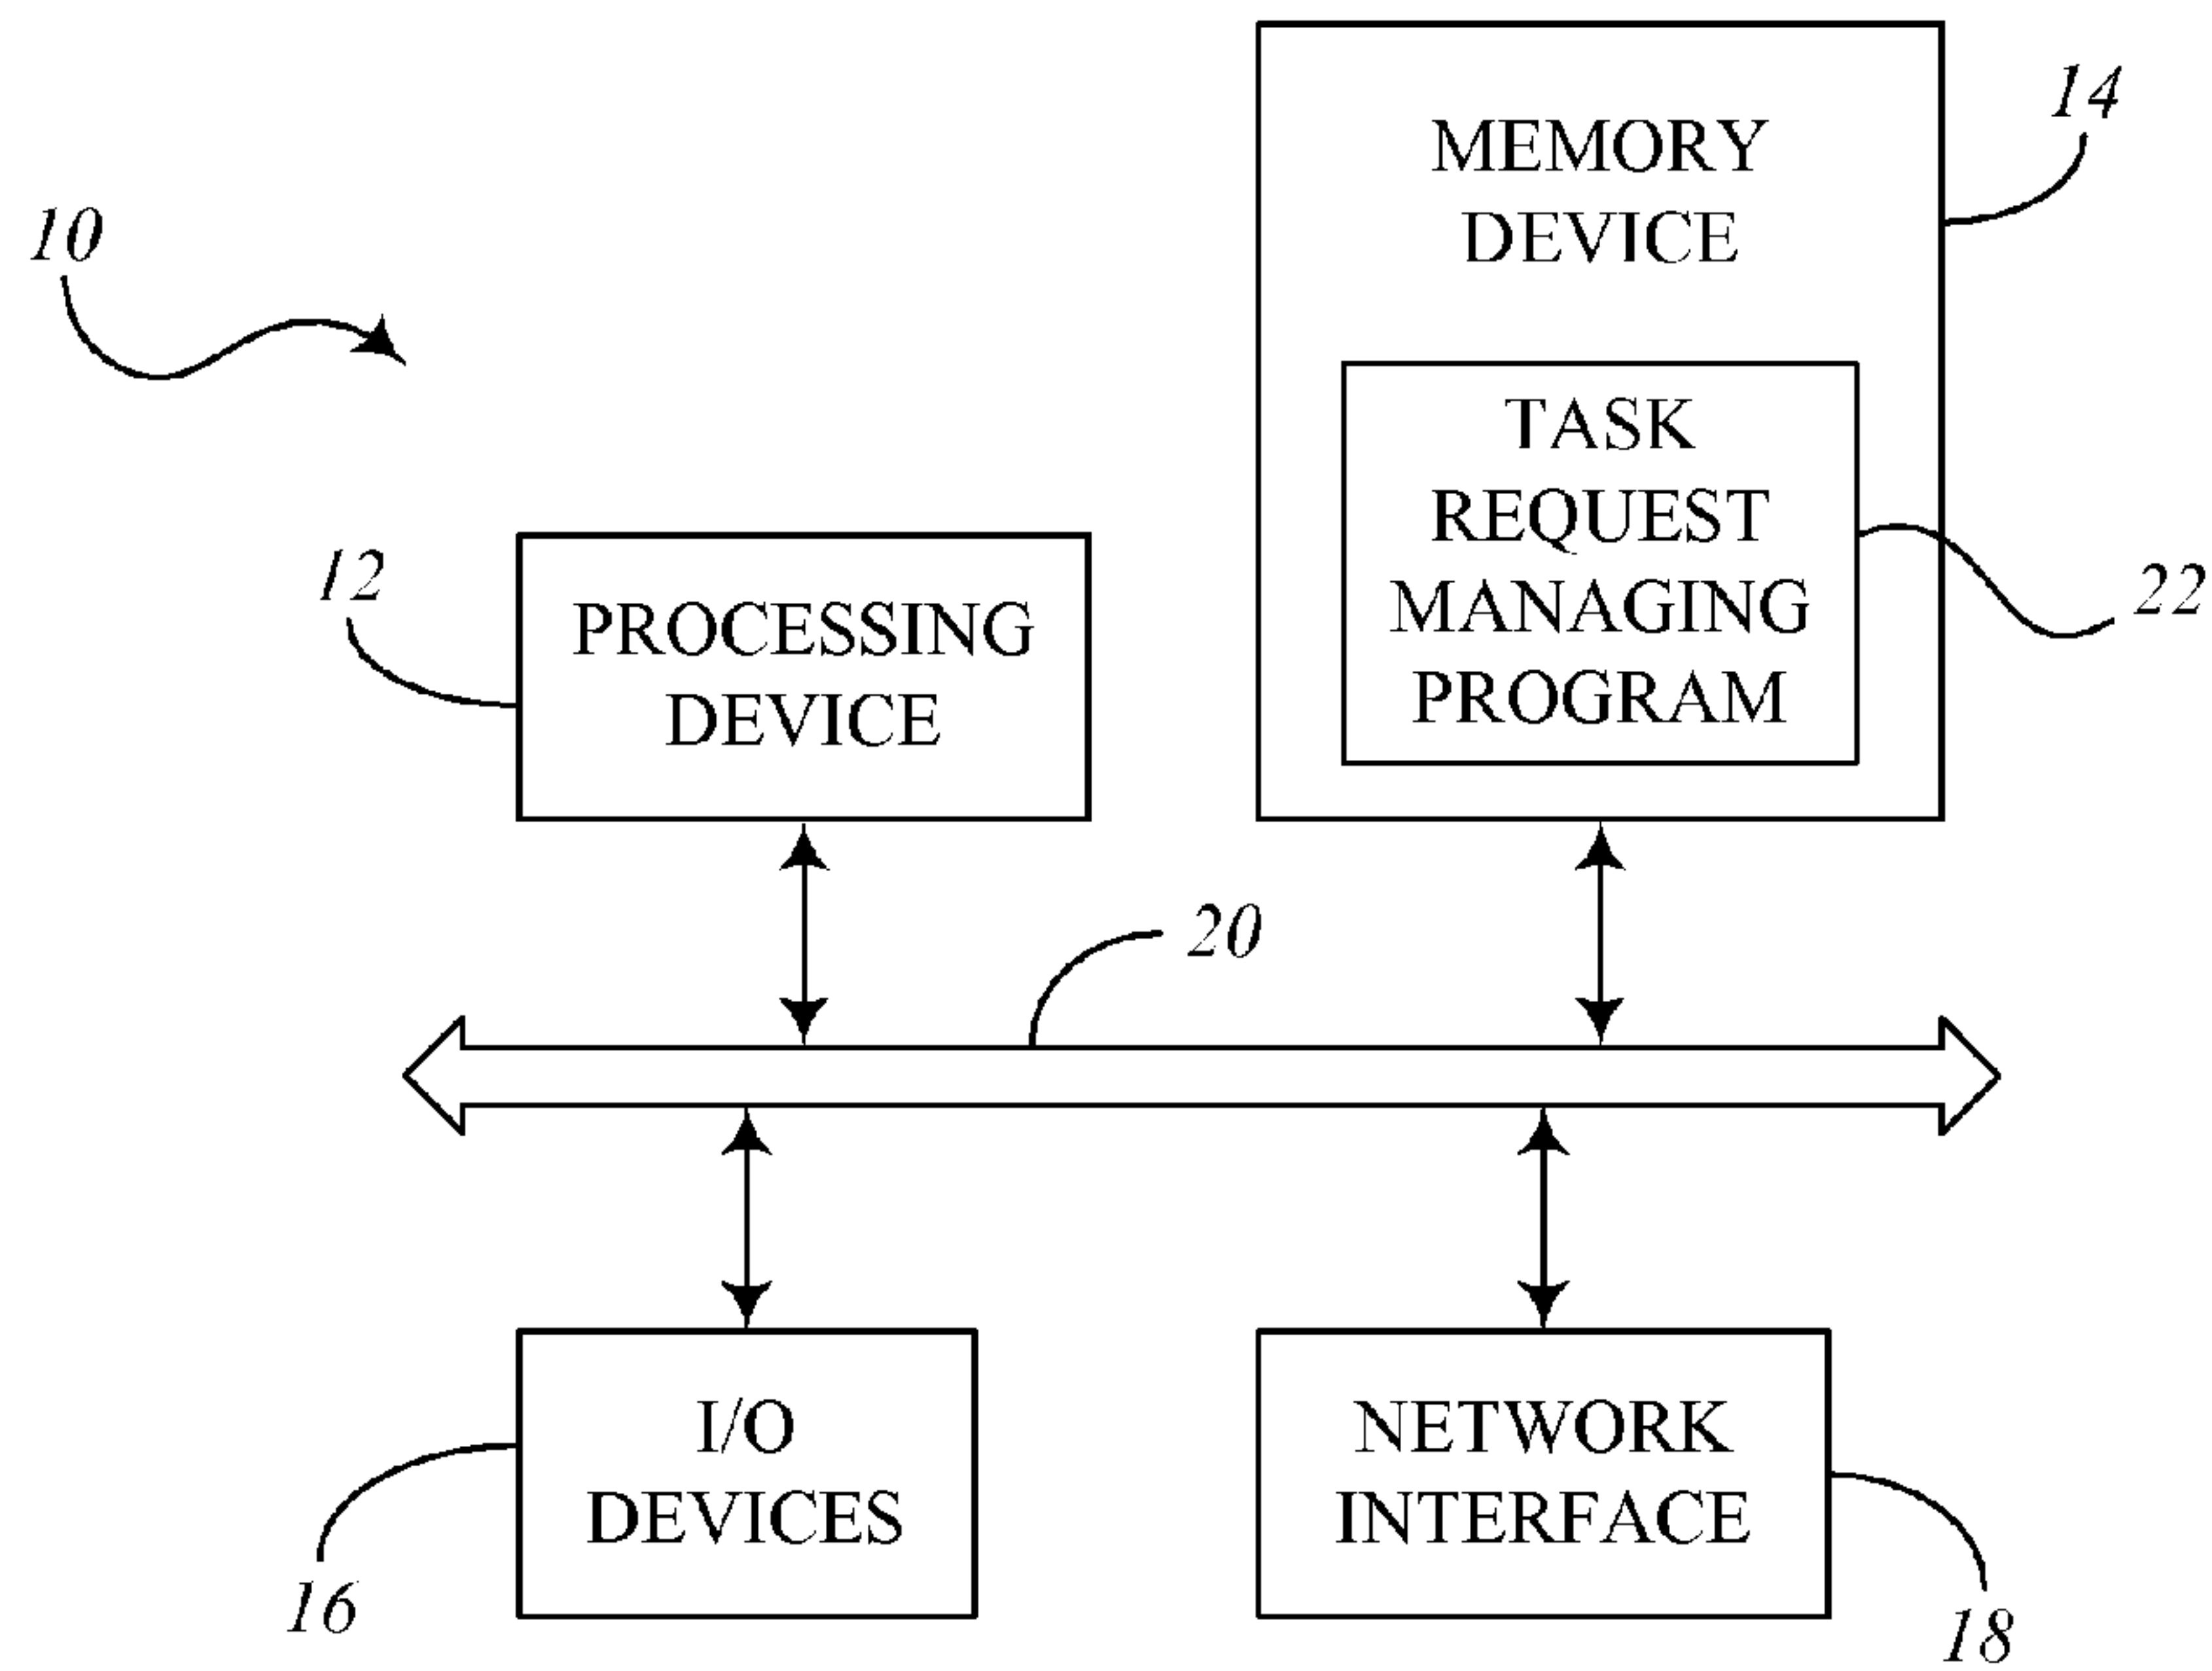 10
MEMORY
DEVICE
14
TASK
REQUEST
MANAGING
PROGRAM
22
12
PROCESSING
DEVICE
20
I/O
DEVICES
16
NETWORK
INTERFACE
18